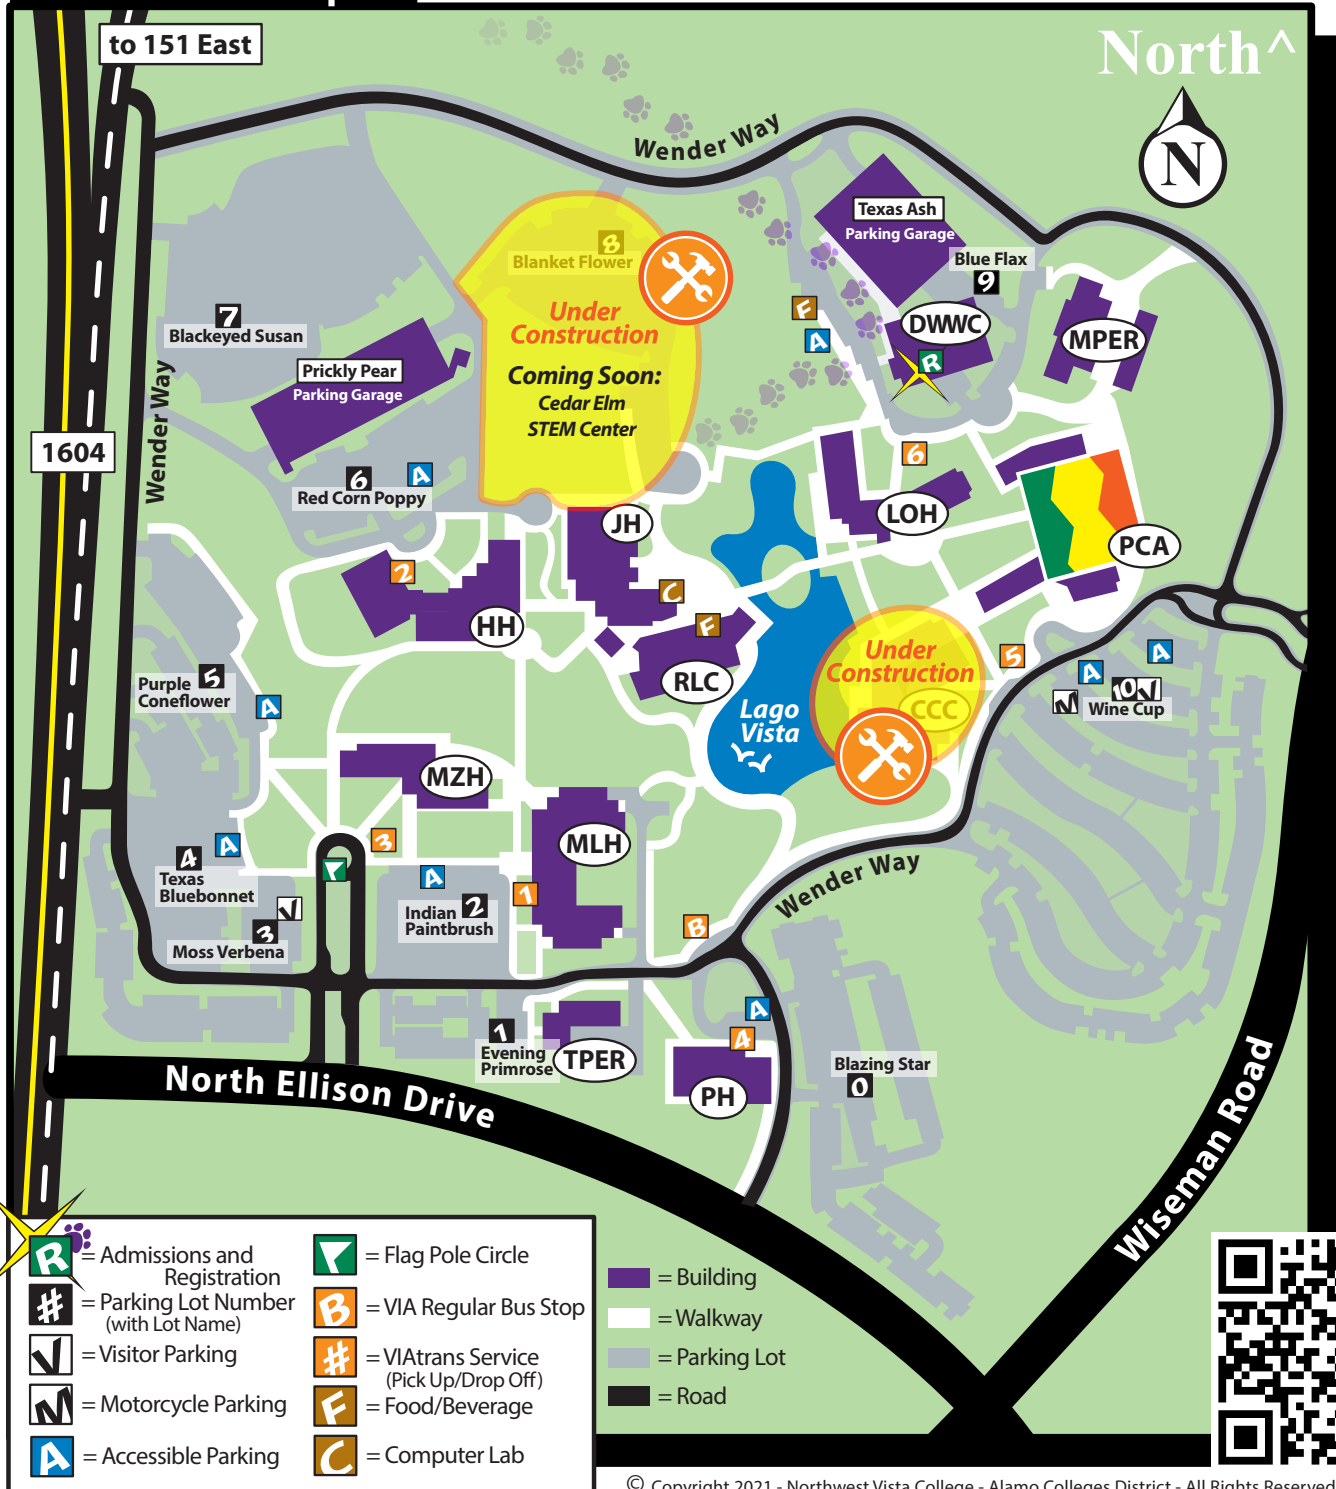 to 151 East
North^
N
Wender Way
Texas Ash
Parking Garage
Blue Flax
9
8
Blanket Flower
Under
Construction
Coming Soon:
Cedar Elm
STEM Center
F
A
DWWC
R
MPER
7
Blackeyed Susan
Prickly Pear
Parking Garage
Wender Way
1604
6
Red Corn Poppy
A
6
LOH
JH
PCA
2
HH
C
F
RLC
Under
Construction
CCC
5
A
A
M
10
V
Wine Cup
Purple
Coneflower
5
A
Lago
Vista
MZH
3
MLH
4
Texas
Bluebonnet
A
A
Indian
Paintbrush
2
1
V
3
Moss Verbena
B
Wender Way
1
Evening
Primrose
TPER
A
4
PH
Blazing Star
0
North Ellison Drive
Wiseman Road
R = Admissions and
Registration
# = Parking Lot Number
(with Lot Name)
V = Visitor Parking
M = Motorcycle Parking
A = Accessible Parking
= Flag Pole Circle
B = VIA Regular Bus Stop
# = VIAtrans Service
(Pick Up/Drop Off)
F = Food/Beverage
C = Computer Lab
= Building
= Walkway
= Parking Lot
= Road
© Copyright 2021 - Northwest Vista College - Alamo Colleges District - All Rights Reserved